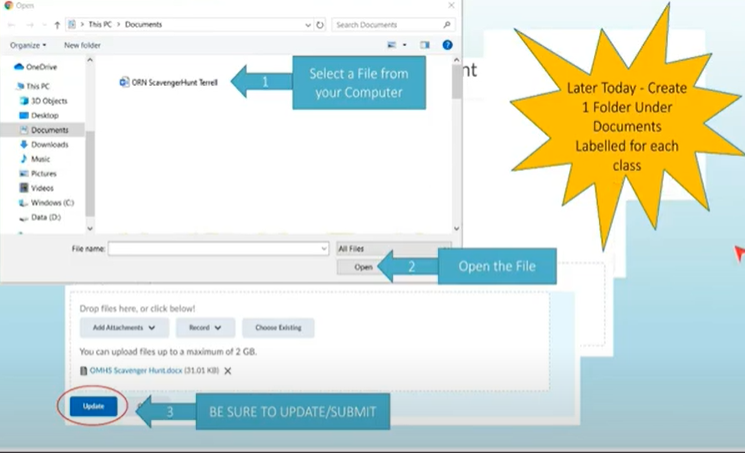 Open
This PC > Documents
Search Documents
Organize
New folder
OneDrive
This PC
3D Objects
Desktop
Documents
Downloads
Music
Pictures
Videos
Windows (C:)
Data (D:)
ORN ScavengerHunt Terrell
1
Select a File from
your Computer
nt
Later Today - Create
1 Folder Under
Documents
Labelled for each
class
File name:
All Files
Open
2
Open the File
Drop files here, or click below!
Add Attachments
Record
Choose Existing
You can upload files up to a maximum of 2 GB.
OMHS Scavenger Hunt.docx (31.01 KB) X
Update
3
BE SURE TO UPDATE/SUBMIT